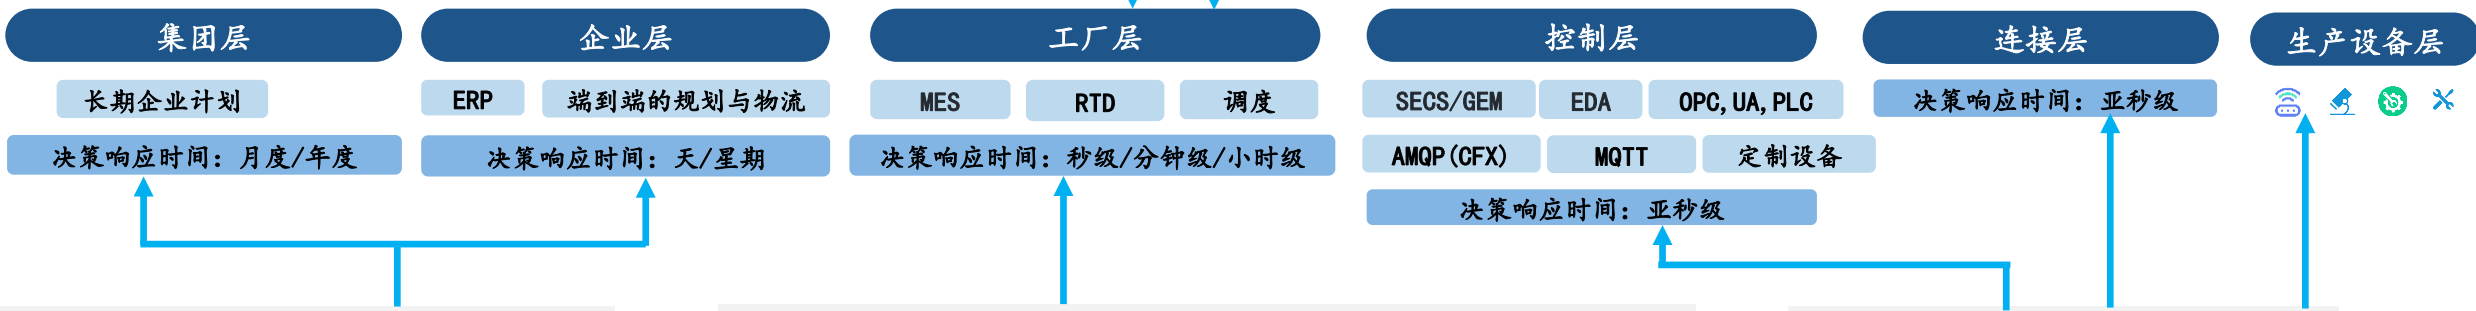 集团层
长期企业计划
决策响应时间：月度/年度
企业层
ERP
端到端的规划与物流
决策响应时间：天/星期
工厂层
MES
RTD
调度
决策响应时间：秒级/分钟级/小时级
控制层
SECS/GEM
EDA
OPC,UA,PLC
AMQP(CFX)
MQTT
定制设备
决策响应时间：亚秒级
连接层
决策响应时间：亚秒级
生产设备层